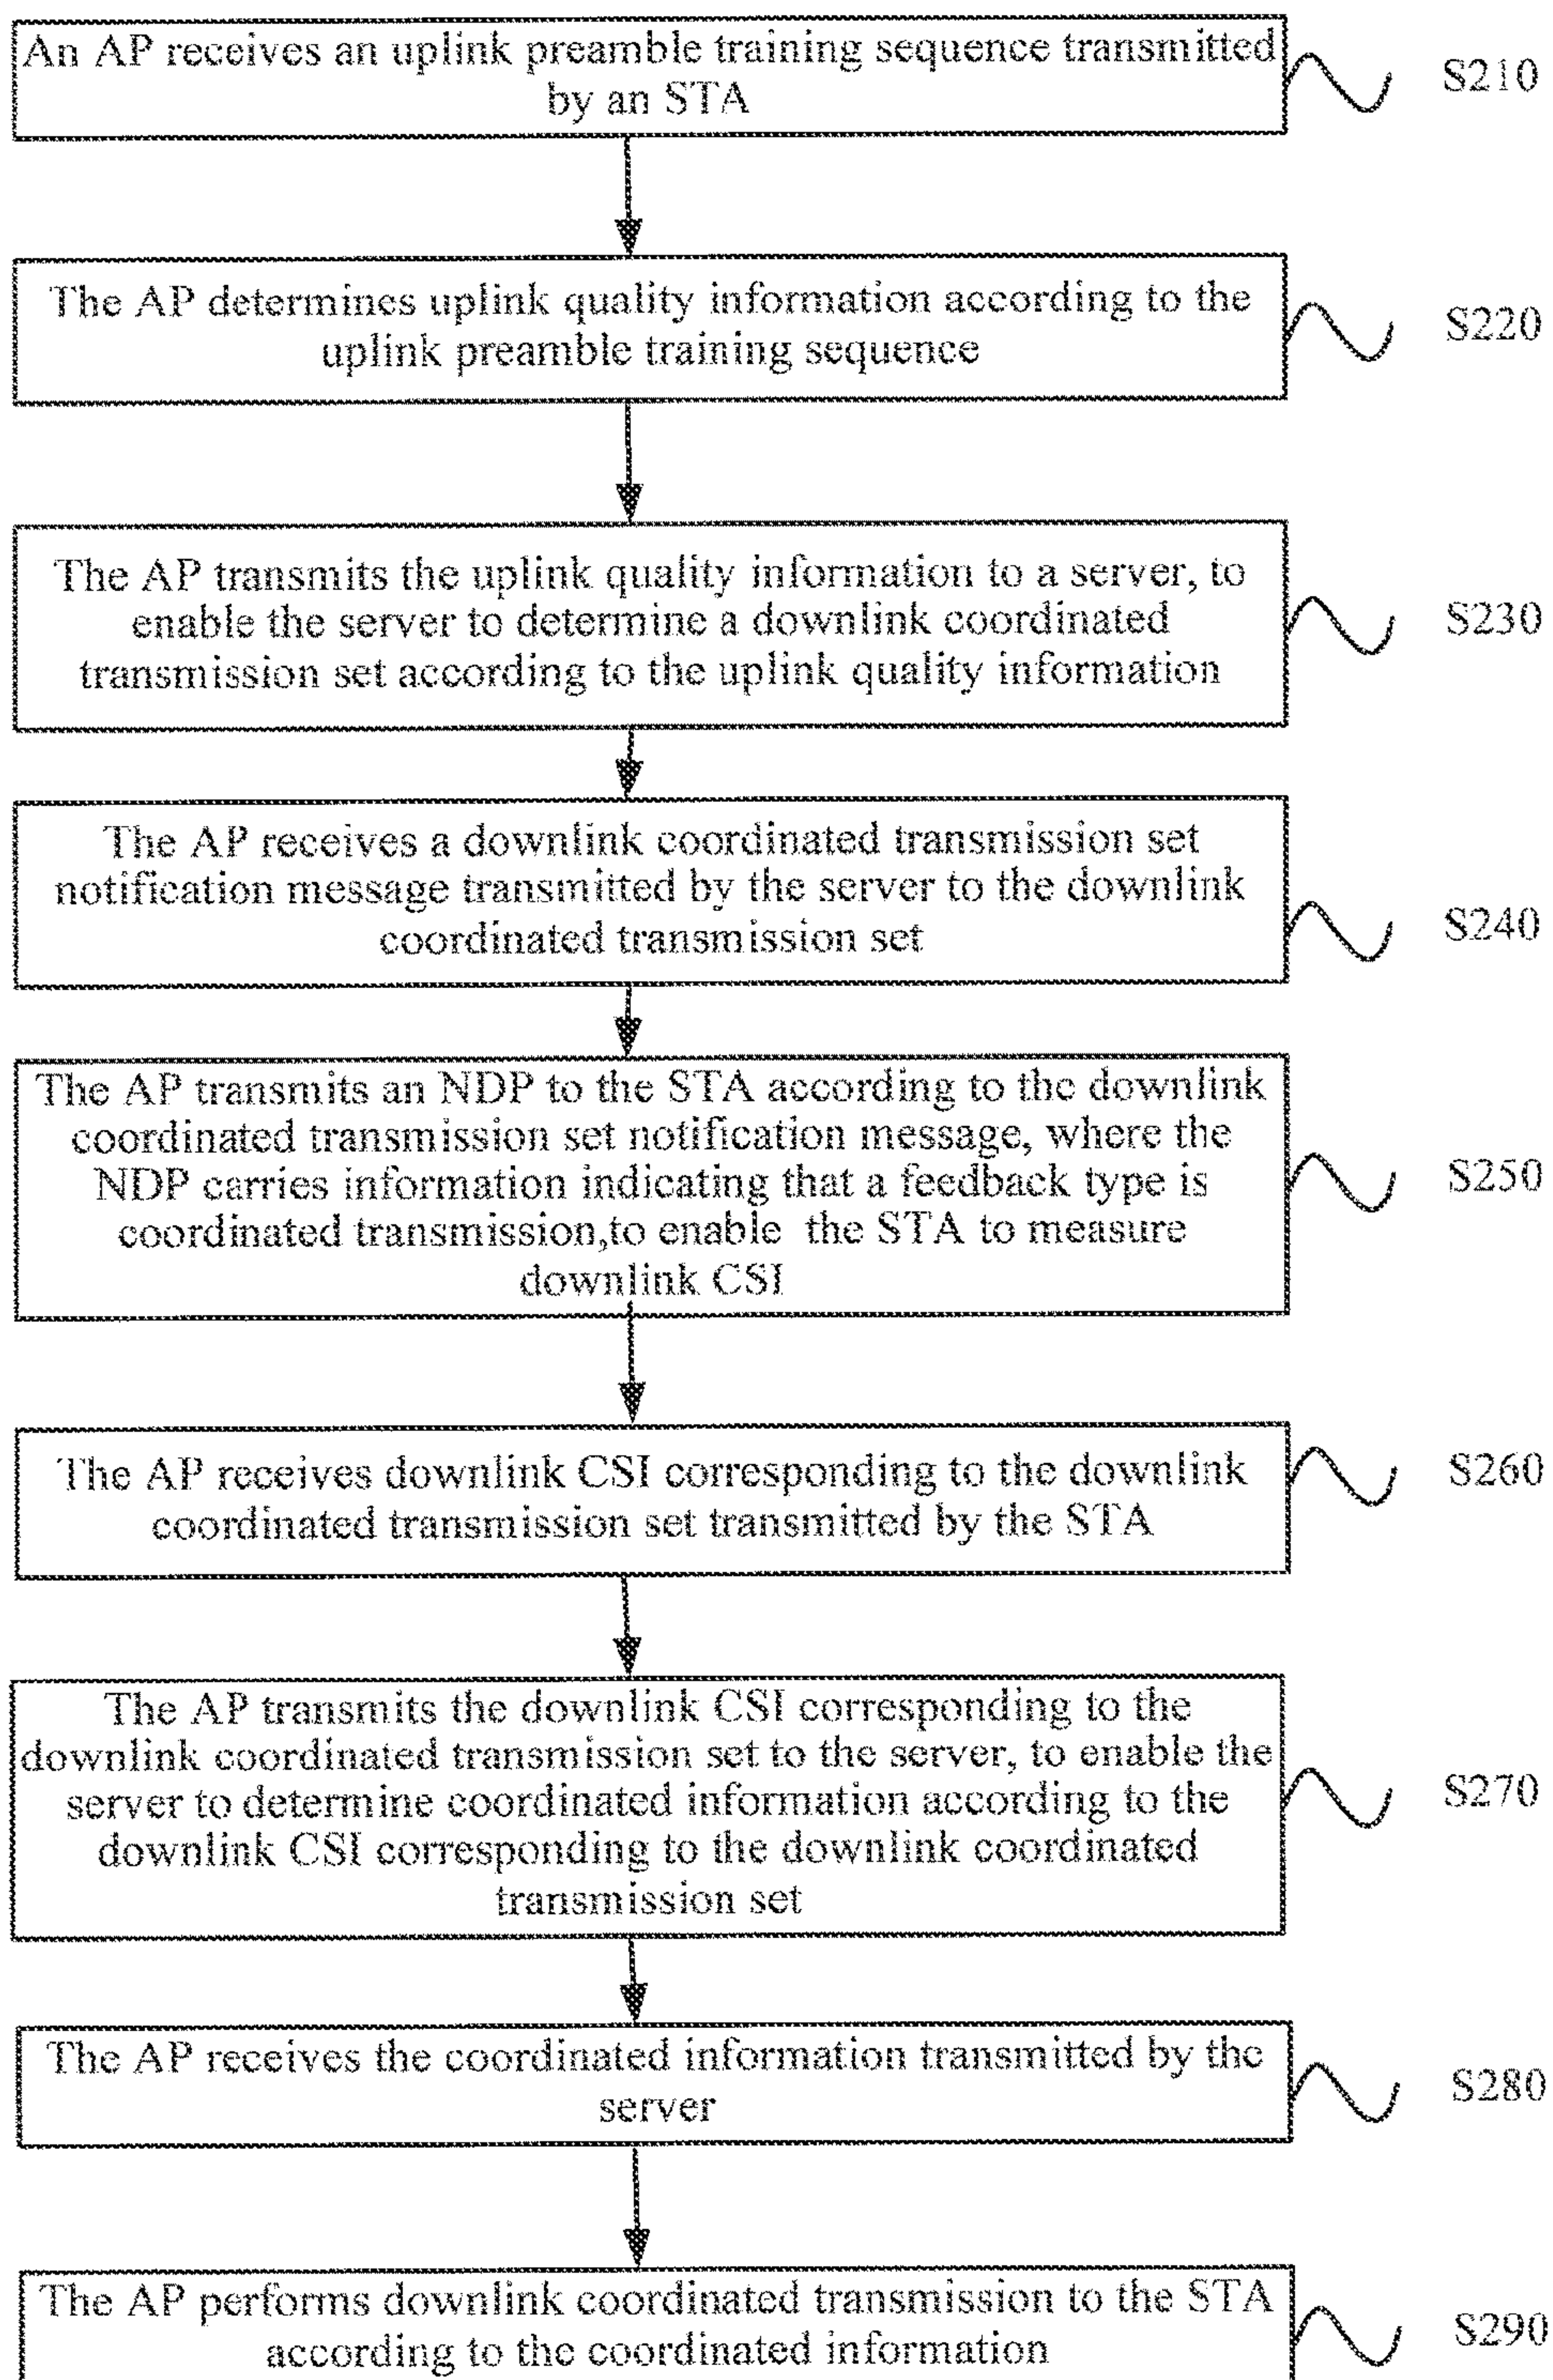 An AP receives an uplink preamble training sequence transmitted
by an STA
S210
The AP determines uplink quality information according to the
uplink preamble training sequence
S220
The AP transmits the uplink quality information to a server, to
enable the server to determine a downlink coordinated
transmission set according to the uplink quality information
S230
The AP receives a downlink coordinated transmission set
notification message transmitted by the server to the downlink
coordinated transmission set
S240
The AP transmits an NDP to the STA according to the downlink
coordinated transmission set notification message, where the
NDP carries information indicating that a feedback type is
coordinated transmission,to enable the STA to measure
downlink CSI
S250
The AP receives downlink CSI corresponding to the downlink
coordinated transmission set transmitted by the STA
S260
The AP transmits the downlink CSI corresponding to the
downlink coordinated transmission set to the server, to enable the
server to determine coordinated information according to the
downlink CSI corresponding to the downlink coordinated
transmission set
S270
The AP receives the coordinated information transmitted by the
server
S280
The AP performs downlink coordinated transmission to the STA
according to the coordinated information
S290